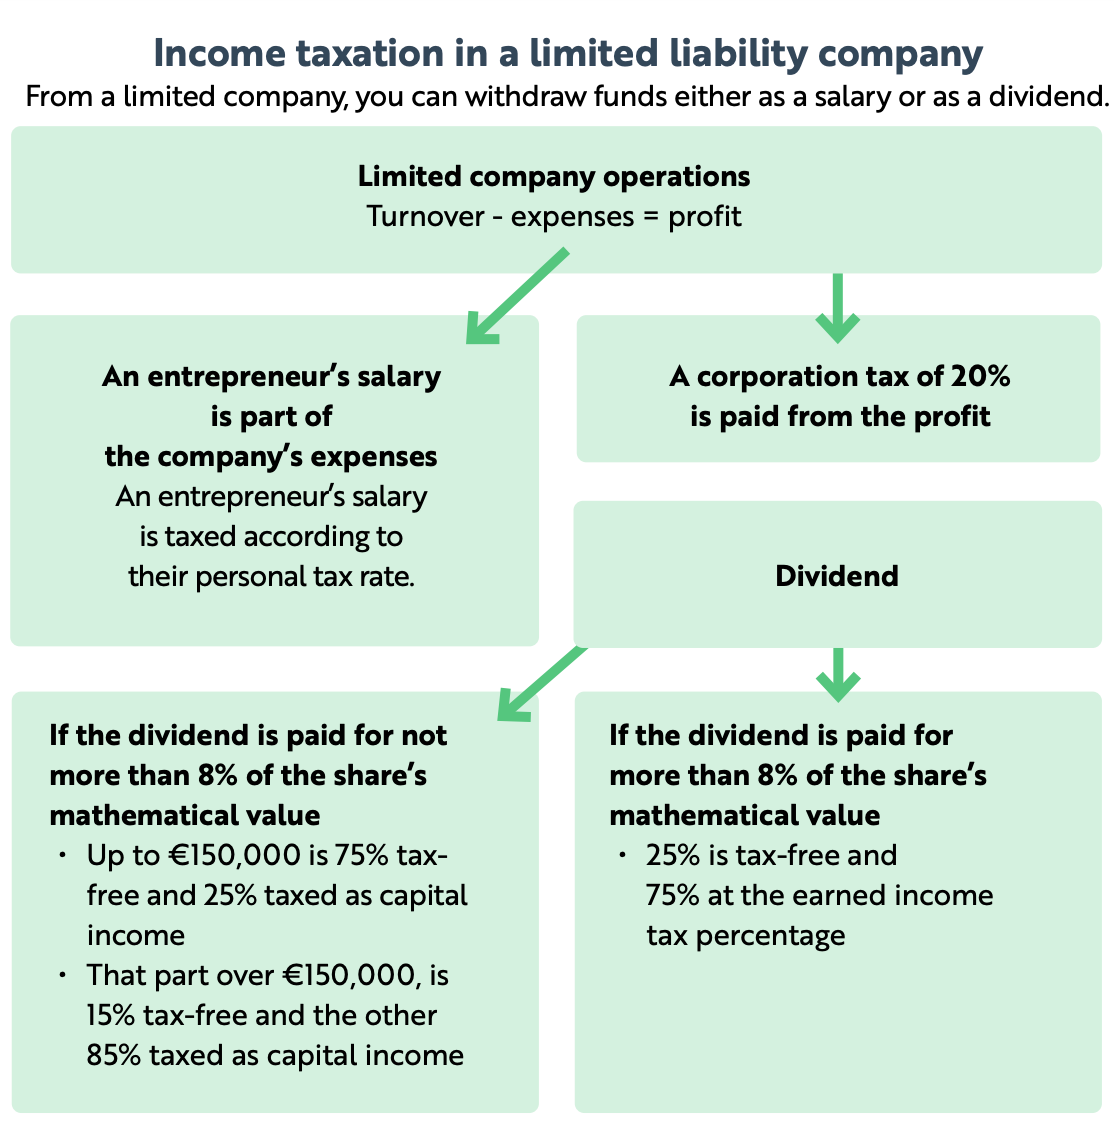 Income taxation in a limited liability company
From a limited company, you can withdraw funds either as a salary or as a dividend.
Limited company operations
Turnover - expenses = profit
An entrepreneur’s salary
is part of
the company’s expenses
An entrepreneur’s salary
is taxed according to
their personal tax rate.
A corporation tax of 20%
is paid from the profit
Dividend
If the dividend is paid for not
more than 8% of the share’s
mathematical value
• Up to €150,000 is 75% tax-
free and 25% taxed as capital
income
• That part over €150,000, is
15% tax-free and the other
85% taxed as capital income
If the dividend is paid for
more than 8% of the share’s
mathematical value
• 25% is tax-free and
75% at the earned income
tax percentage